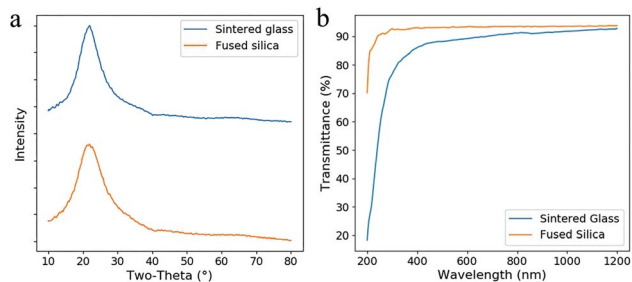 a
Sintered glass
Fused silica
Intensity
10 20 30 40 50 60 70 80
Two-Theta (°)
b
90
80
70
60
50
40
30
20
Transmittance (%)
Sintered Glass
Fused Silica
200 400 600 800 1000 1200
Wavelength (nm)